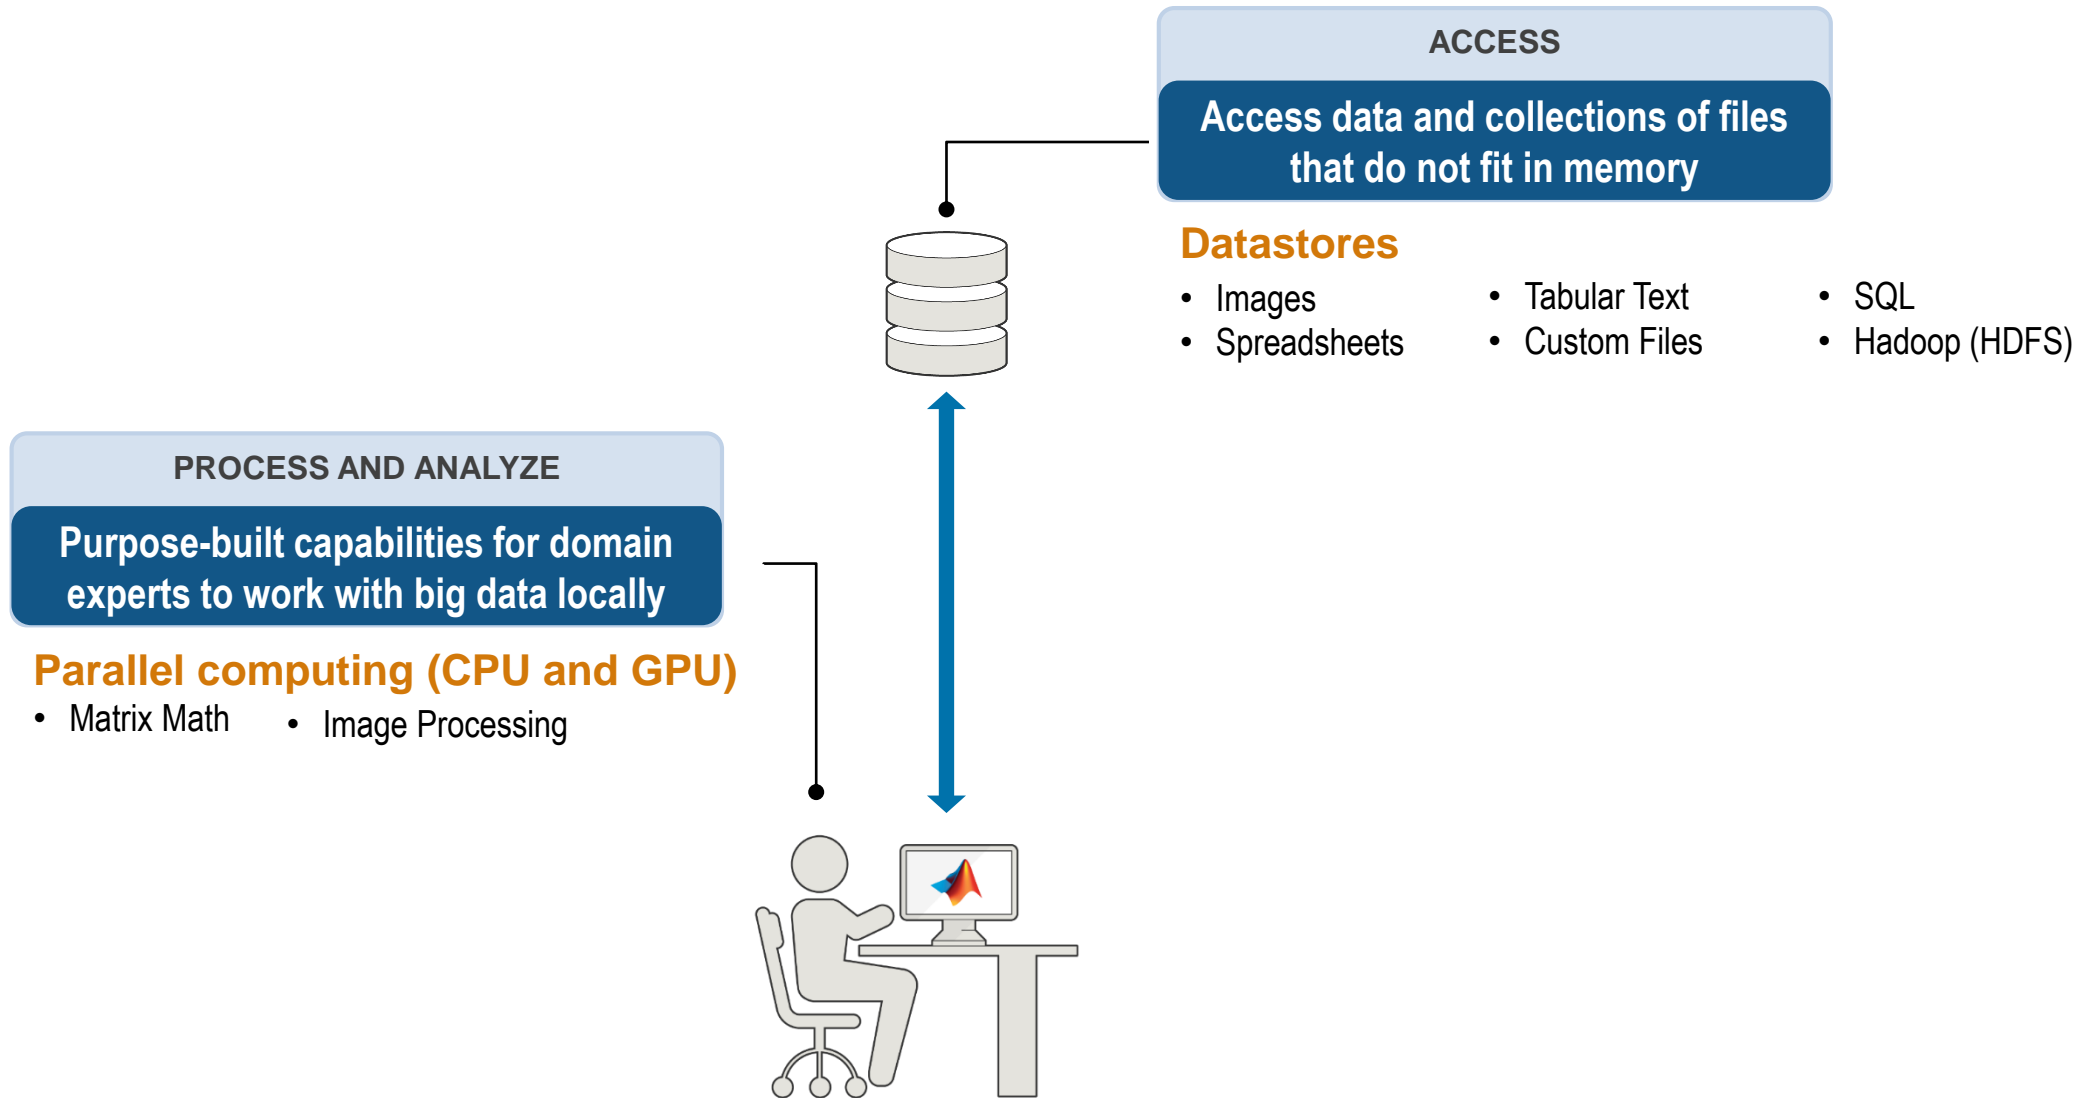 ACCESS
Access data and collections of files
that do not fit in memory
Datastores
• Images
• Spreadsheets
• Tabular Text
• Custom Files
• SQL
• Hadoop (HDFS)
PROCESS AND ANALYZE
Purpose-built capabilities for domain
experts to work with big data locally
Parallel computing (CPU and GPU)
• Matrix Math
• Image Processing